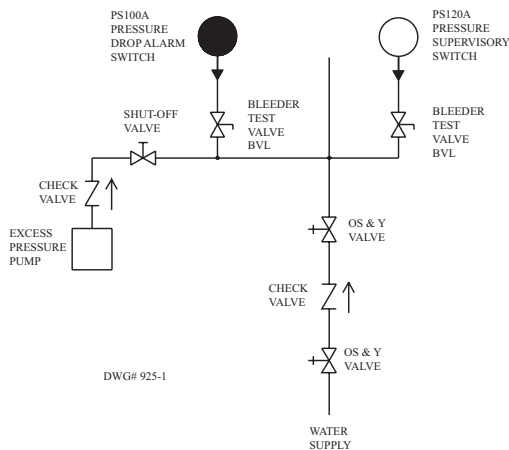 PS100A
PRESSURE
DROP ALARM
SWITCH
PS120A
PRESSURE
SUPERVISORY
SWITCH
SHUT-OFF
VALVE
BLEEDER
TEST
VALVE
BVL
BLEEDER
TEST
VALVE
BVL
CHECK
VALVE
EXCESS
PRESSURE
PUMP
OS & Y
VALVE
CHECK
VALVE
OS & Y
VALVE
DWG# 925-1
WATER
SUPPLY